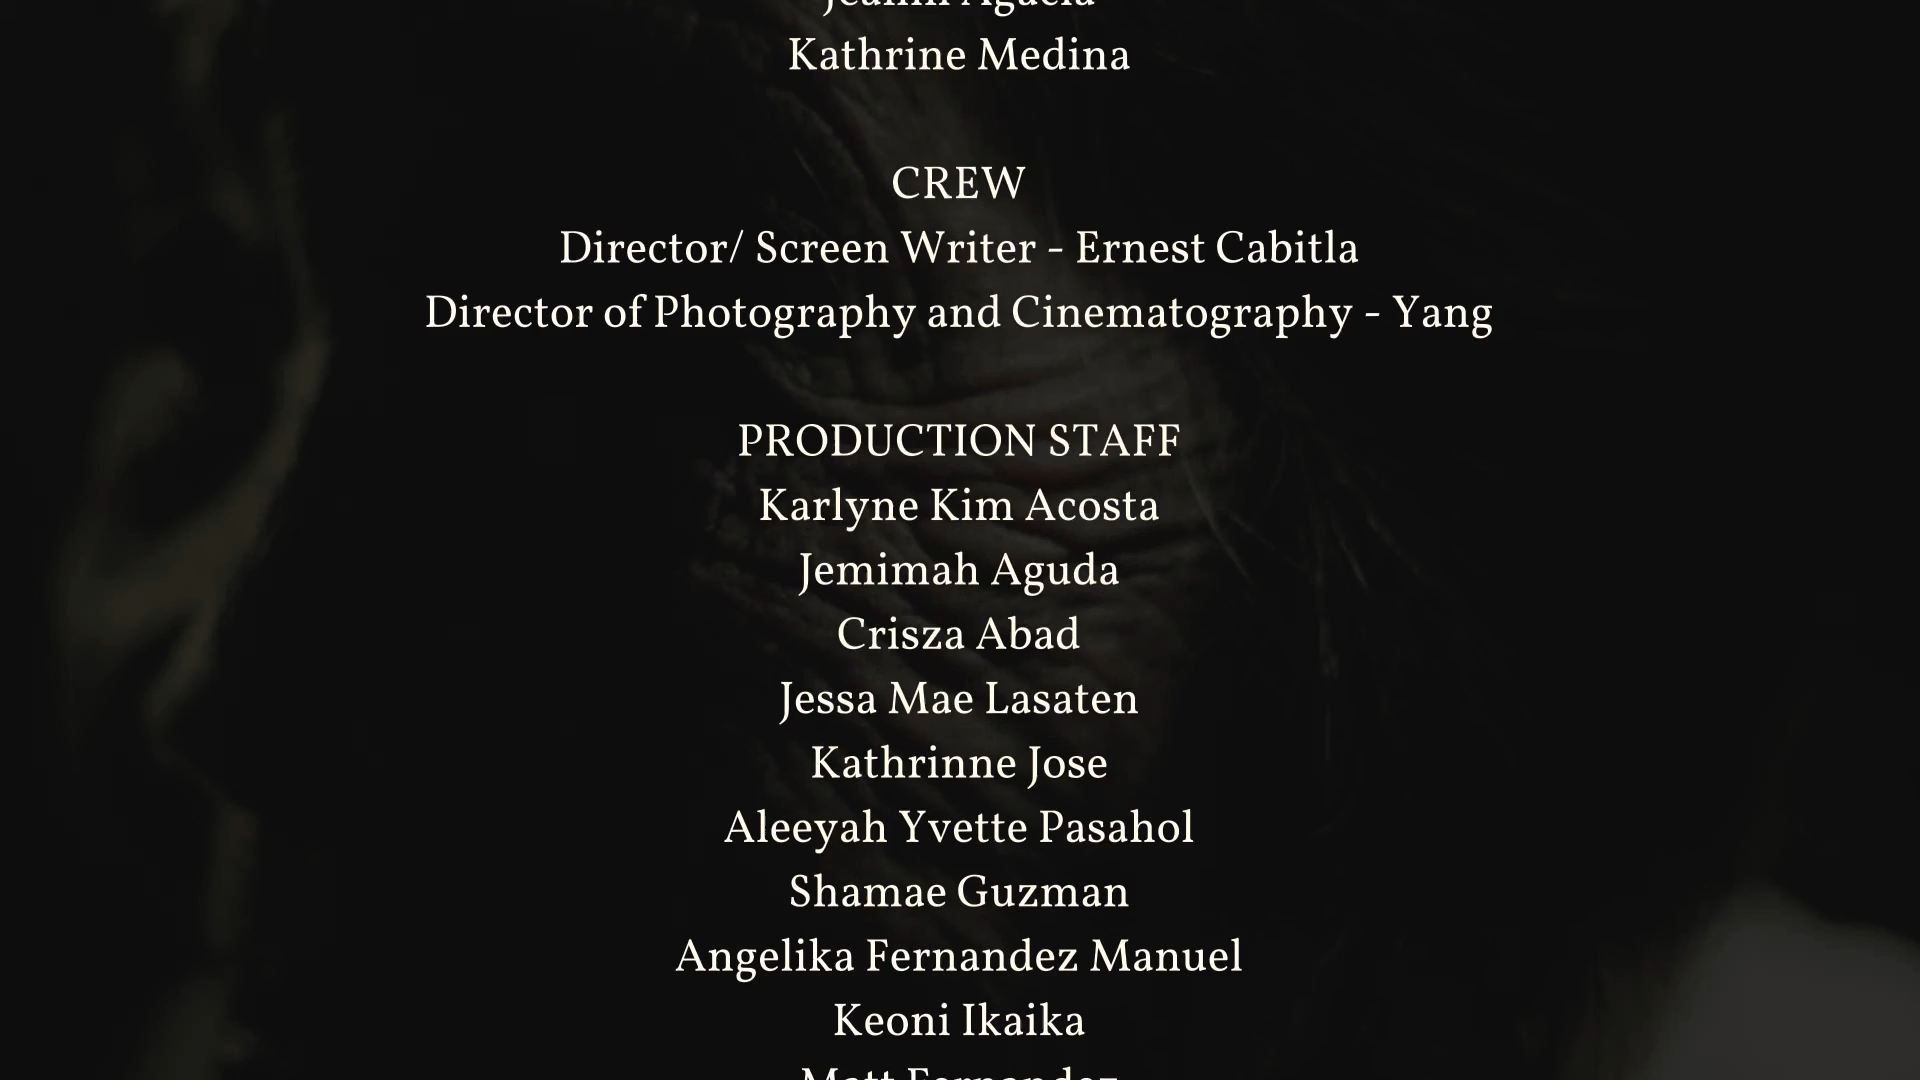 Kathrine Medina
CREW
Director/ Screen Writer - Ernest Cabitla
Director of Photography and Cinematography - Yang
PRODUCTION STAFF
Karlyne Kim Acosta
Jemimah Aguda
Crisza Abad
Jessa Mae Lasaten
Kathrinne Jose
Aleeyah Yvette Pasahol
Shamae Guzman
Angelika Fernandez Manuel
Keoni Ikaika
Matt Fernandez